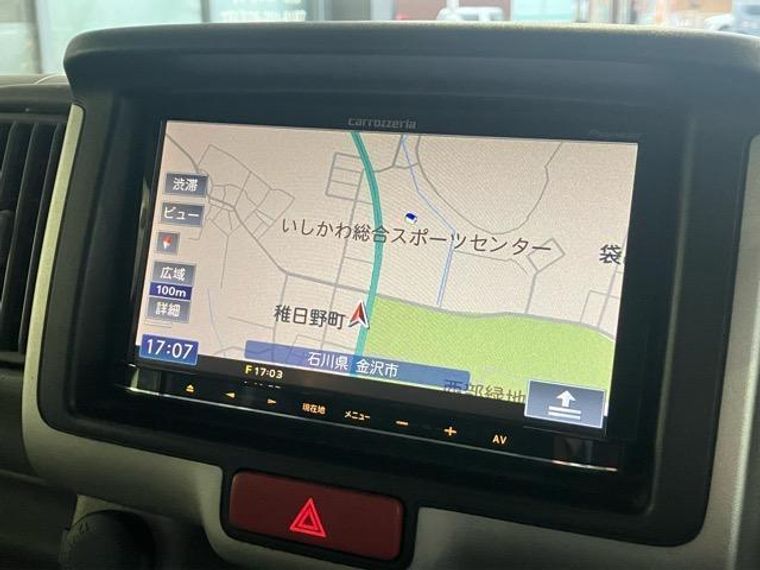 carrozzeria
Pioneer
渋滞
ビュー
いしかわ総合スポーツセンター
袋
広域
100m
詳細
稚日野町
17:07
石川県 金沢市
F 17:03
西部緑地
現在地
メニュー
AV